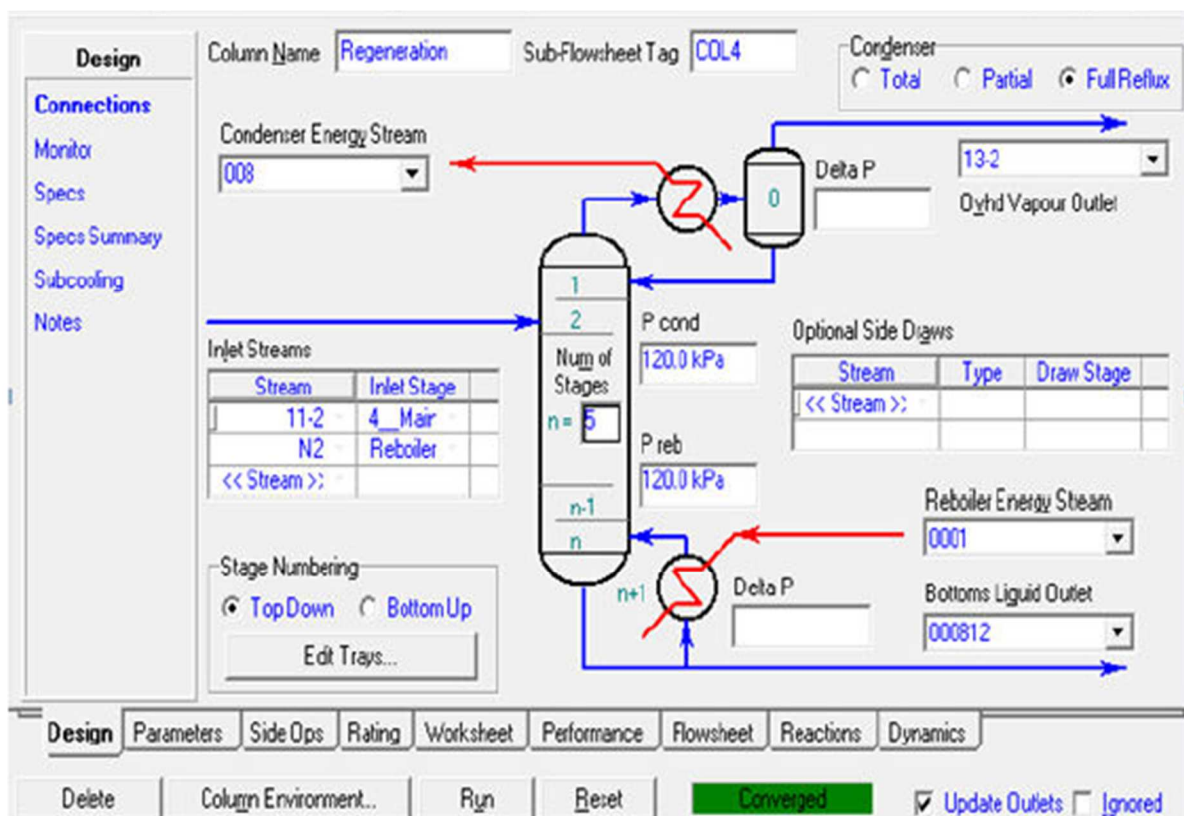 Design
Connections
Monitor
Specs
Specs Summary
Subcooling
Notes
Column Name Regeneration Sub-Flowsheet Tag COL4
Condenser
Total Partial Full Reflux
Condenser Energy Stream
008
Delta P
13-2
Ovhd Vapour Outlet
0
1
2
Num of
Stages
n= 5
n-1
n
n+1
P cond
120.0 kPa
P reb
120.0 kPa
Inlet Streams
Stream Inlet Stage
11-2 4__Main
N2 Reboiler
<< Stream >>
Optional Side Draws
Stream Type Draw Stage
<< Stream >>
Stage Numbering
Top Down Bottom Up
Edit Trays...
Delta P
Reboiler Energy Stream
0001
Bottoms Liquid Outlet
000812
Design Parameters Side Ops Rating Worksheet Performance Flowsheet Reactions Dynamics
Delete Column Environment... Run Reset Converged Update Outlets Ignored